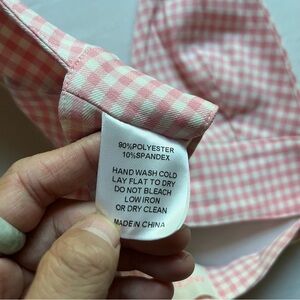 90%POLYESTER
10%SPANDEX
HAND WASH COLD
LAY FLAT TO DRY
DO NOT BLEACH
LOW IRON
OR DRY CLEAN
MADE IN CHINA